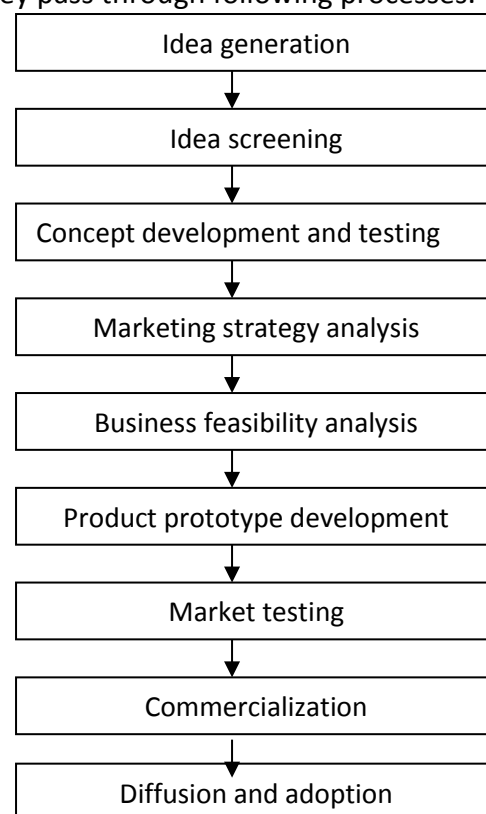 ey pass through following processes:
Idea generation
Idea screening
Concept development and testing
Marketing strategy analysis
Business feasibility analysis
Product prototype development
Market testing
Commercialization
Diffusion and adoption